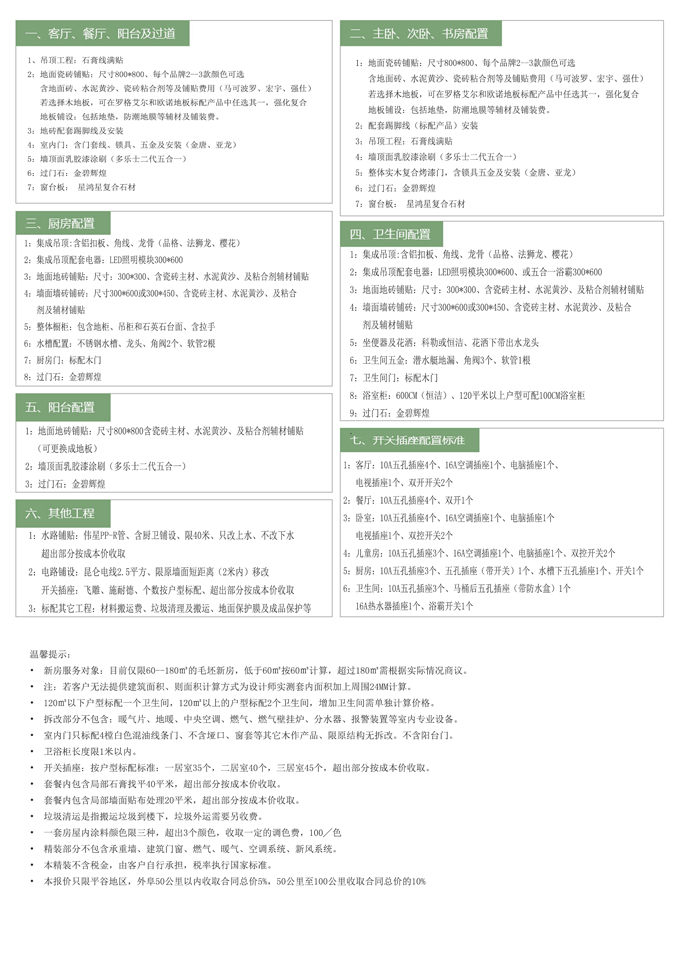 一、客厅、餐厅、阳台及过道
1、吊顶工程: 石膏线满贴
2: 地面瓷砖铺贴: 尺寸800*800、每个品牌2--3款颜色可选
含地面砖、水泥黄沙、瓷砖粘合剂等及铺贴费用（马可波罗、宏宇、强仕）
若选择木地板, 可在罗格艾尔和欧诺地板标配产品中任选其一, 强化复合
地板铺设: 包括地垫, 防潮地膜等辅材及铺装费。
3: 地砖配套踢脚线及安装
4: 室内门: 含门套线、锁具、五金及安装（金唐、亚龙）
5: 墙顶面乳胶漆涂刷（多乐士二代五合一）
6: 过门石: 金碧辉煌
7: 窗台板: 星鸿星复合石材
二、主卧、次卧、书房配置
1: 地面瓷砖铺贴: 尺寸800*800、每个品牌2--3款颜色可选
含地面砖、水泥黄沙、瓷砖粘合剂等及铺贴费用（马可波罗、宏宇、强仕）
若选择木地板, 可在罗格艾尔和欧诺地板标配产品中任选其一, 强化复合
地板铺设: 包括地垫, 防潮地膜等辅材及铺装费。
2: 配套踢脚线（标配产品）安装
3: 吊顶工程: 石膏线满贴
4: 墙顶面乳胶漆涂刷（多乐士二代五合一）
5: 整体实木复合烤漆门, 含锁具五金及安装（金唐、亚龙）
6: 过门石: 金碧辉煌
7: 窗台板: 星鸿星复合石材
三、厨房配置
1: 集成吊顶:含铝扣板、角线、龙骨（品格、法狮龙、樱花）
2: 集成吊顶配套电器: LED照明模块300*600
3: 地面地砖铺贴: 尺寸: 300*300、含瓷砖主材、水泥黄沙、及粘合剂辅材铺贴
4: 墙面墙砖铺砖: 尺寸300*600或300*450、含瓷砖主材、水泥黄沙、及粘合
剂及辅材铺贴
5: 整体橱柜: 包含地柜、吊柜和石英石台面、含拉手
6: 水槽配置: 不锈钢水槽、龙头、角阀2个、软管2根
7: 厨房门: 标配木门
8: 过门石: 金碧辉煌
四、卫生间配置
1: 集成吊顶:含铝扣板、角线、龙骨（品格、法狮龙、樱花）
2: 集成吊顶配套电器: LED照明模块300*600、或五合一浴霸300*600
3: 地面地砖铺贴: 尺寸: 300*300、含瓷砖主材、水泥黄沙、及粘合剂辅材铺贴
4: 墙面墙砖铺砖: 尺寸300*600或300*450、含瓷砖主材、水泥黄沙、及粘合
剂及辅材铺贴
5: 坐便器及花洒: 科勒或恒洁、花洒下带出水龙头
6: 卫生间五金: 潜水艇地漏、角阀3个、软管1根
7: 卫生间门: 标配木门
8: 浴室柜: 600CM（恒洁）、120平米以上户型可配100CM浴室柜
9: 过门石: 金碧辉煌
五、阳台配置
1: 地面地砖铺贴: 尺寸800*800含瓷砖主材、水泥黄沙、及粘合剂辅材铺贴
（可更换成地板）
2: 墙顶面乳胶漆涂刷（多乐士二代五合一）
3: 过门石: 金碧辉煌
六、其他工程
1: 水路铺贴: 伟星PP-R管、含厨卫铺设、限40米、只改上水、不改下水
超出部分按成本价收取
2: 电路铺设: 昆仑电线2.5平方、限原墙面短距离（2米内）移改
开关插座: 飞雕、施耐德、个数按户型标配、超出部分按成本价收取
3: 标配其它工程: 材料搬运费、垃圾清理及搬运、地面保护膜及成品保护等
七、开关插座配置标准
1: 客厅: 10A五孔插座4个、16A空调插座1个、电脑插座1个、
电视插座1个、双开开关2个
2: 餐厅: 10A五孔插座4个、双开1个
3: 卧室: 10A五孔插座4个、16A空调插座1个、电脑插座1个
电视插座1个、双控开关2个
4: 儿童房: 10A五孔插座3个、16A空调插座1个、电脑插座1个、双控开关2个
5: 厨房: 10A五孔插座3个、五孔插座（带开关）1个、水槽下五孔插座1个、开关1个
6: 卫生间: 10A五孔插座3个、马桶后五孔插座（带防水盒）1个
16A热水器插座1个、浴霸开关1个
温馨提示:
• 新房服务对象: 目前仅限60--180㎡的毛坯新房, 低于60㎡按60㎡计算, 超过180㎡需根据实际情况商议。
• 注: 若客户无法提供建筑面积、则面积计算方式为设计师实测套内面积加上周围24MM计算。
• 120㎡以下户型标配一个卫生间, 120㎡以上的户型标配2个卫生间, 增加卫生间需单独计算价格。
• 拆改部分不包含: 暖气片、地暖、中央空调、燃气、燃气壁挂炉、分水器、报警装置等室内专业设备。
• 室内门只标配4樘白色混油线条门、不含垭口、窗套等其它木作产品、限原结构无拆改。不含阳台门。
• 卫浴柜长度限1米以内。
• 开关插座: 按户型标配标准: 一居室35个, 二居室40个, 三居室45个, 超出部分按成本价收取。
• 套餐内包含局部石膏找平40平米, 超出部分按成本价收取。
• 套餐内包含局部墙面贴布处理20平米, 超出部分按成本价收取。
• 垃圾清运是指搬运垃圾到楼下, 垃圾外运需要另收费。
• 一套房屋内涂料颜色限三种, 超出3个颜色, 收取一定的调色费, 100／色
• 精装部分不包含承重墙、建筑门窗、燃气、暖气、空调系统、新风系统。
• 本精装不含税金, 由客户自行承担, 税率执行国家标准。
• 本报价只限平谷地区, 外阜50公里以内收取合同总价5%, 50公里至100公里收取合同总价的10%